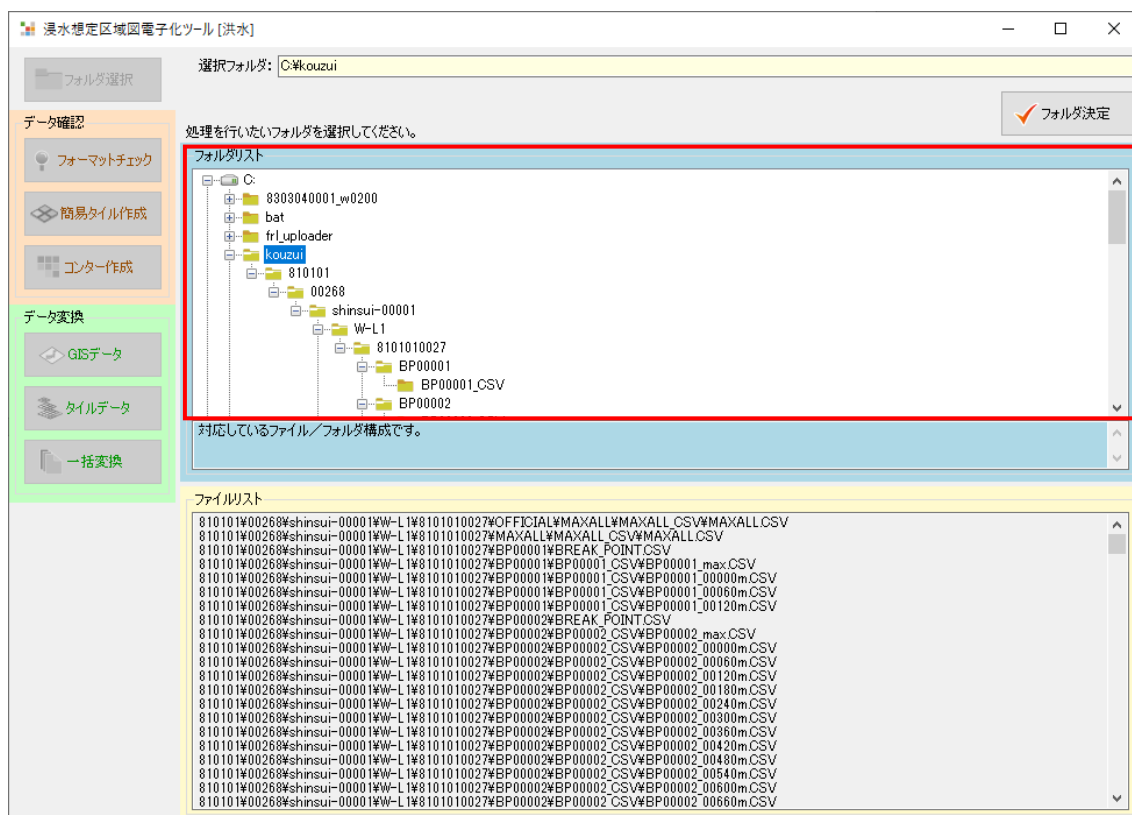 浸水想定区域図電子化ツール [洪水]
フォルダ選択
選択フォルダ: C:¥kouzui
フォルダ決定
処理を行いたいフォルダを選択してください。
データ確認
フォーマットチェック
簡易タイル作成
コンター作成
データ変換
GISデータ
タイルデータ
一括変換
フォルダリスト
C:
8303040001_w0200
bat
frl_uploader
kouzui
810101
00268
shinsui-00001
W-L1
8101010027
BP00001
BP00001_CSV
BP00002
対応しているファイル／フォルダ構成です。
ファイルリスト
810101¥00268¥shinsui-00001¥W-L1¥8101010027¥OFFICIAL¥MAXALL¥MAXALL_CSV¥MAXALL.CSV
810101¥00268¥shinsui-00001¥W-L1¥8101010027¥MAXALL¥MAXALL_CSV¥MAXALL.CSV
810101¥00268¥shinsui-00001¥W-L1¥8101010027¥BP00001¥BREAK_POINT.CSV
810101¥00268¥shinsui-00001¥W-L1¥8101010027¥BP00001¥BP00001_CSV¥BP00001_max.CSV
810101¥00268¥shinsui-00001¥W-L1¥8101010027¥BP00001¥BP00001_CSV¥BP00001_00000m.CSV
810101¥00268¥shinsui-00001¥W-L1¥8101010027¥BP00001¥BP00001_CSV¥BP00001_00060m.CSV
810101¥00268¥shinsui-00001¥W-L1¥8101010027¥BP00001¥BP00001_CSV¥BP00001_00120m.CSV
810101¥00268¥shinsui-00001¥W-L1¥8101010027¥BP00002¥BREAK_POINT.CSV
810101¥00268¥shinsui-00001¥W-L1¥8101010027¥BP00002¥BP00002_CSV¥BP00002_max.CSV
810101¥00268¥shinsui-00001¥W-L1¥8101010027¥BP00002¥BP00002_CSV¥BP00002_00000m.CSV
810101¥00268¥shinsui-00001¥W-L1¥8101010027¥BP00002¥BP00002_CSV¥BP00002_00060m.CSV
810101¥00268¥shinsui-00001¥W-L1¥8101010027¥BP00002¥BP00002_CSV¥BP00002_00120m.CSV
810101¥00268¥shinsui-00001¥W-L1¥8101010027¥BP00002¥BP00002_CSV¥BP00002_00180m.CSV
810101¥00268¥shinsui-00001¥W-L1¥8101010027¥BP00002¥BP00002_CSV¥BP00002_00240m.CSV
810101¥00268¥shinsui-00001¥W-L1¥8101010027¥BP00002¥BP00002_CSV¥BP00002_00300m.CSV
810101¥00268¥shinsui-00001¥W-L1¥8101010027¥BP00002¥BP00002_CSV¥BP00002_00360m.CSV
810101¥00268¥shinsui-00001¥W-L1¥8101010027¥BP00002¥BP00002_CSV¥BP00002_00420m.CSV
810101¥00268¥shinsui-00001¥W-L1¥8101010027¥BP00002¥BP00002_CSV¥BP00002_00480m.CSV
810101¥00268¥shinsui-00001¥W-L1¥8101010027¥BP00002¥BP00002_CSV¥BP00002_00540m.CSV
810101¥00268¥shinsui-00001¥W-L1¥8101010027¥BP00002¥BP00002_CSV¥BP00002_00600m.CSV
810101¥00268¥shinsui-00001¥W-L1¥8101010027¥BP00002¥BP00002_CSV¥BP00002_00660m.CSV